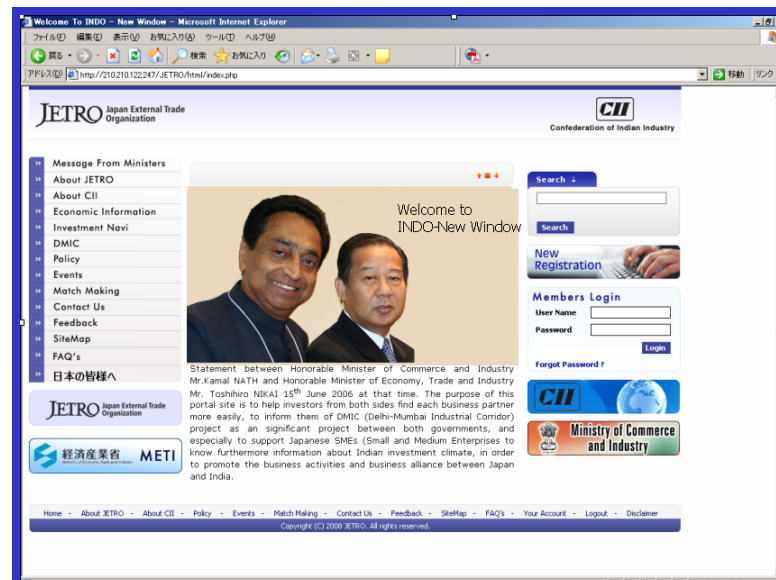 Welcome To INDO - New Window - Microsoft Internet Explorer
ファイル(F) 編集(E) 表示(V) お気に入り(A) ツール(T) ヘルプ(H)
戻る 検索 お気に入り
アドレス(D) http://210.210.122.247/JETRO/html/index.php 移動 リンク
JETRO Japan External Trade Organization
CII
Confederation of Indian Industry
Message From Ministers
About JETRO
About CII
Economic Information
Investment Navi
DMIC
Policy
Events
Match Making
Contact Us
Feedback
SiteMap
FAQ's
日本の皆様へ
JETRO Japan External Trade Organization
経済産業省 METI
Welcome to
INDO-New Window
Statement between Honorable Minister of Commerce and Industry
Mr.Kamal NATH and Honorable Minister of Economy, Trade and Industry
Mr. Toshihiro NIKAI 15th June 2006 at that time. The purpose of this
portal site is to help investors from both sides find each business partner
more easily, to inform them of DMIC (Delhi-Mumbai Industrial Corridor)
project as an significant project between both governments, and
especially to support Japanese SMEs (Small and Medium Enterprises to
know furthermore information about Indian investment climate, in order
to promote the business activities and business alliance between Japan
and India.
Search
Search
New
Registration
Members Login
User Name
Password
Login
Forgot Password ?
CII
Ministry of Commerce
and Industry
Home - About JETRO - About CII - Policy - Events - Match Making - Contact Us - Feedback - SiteMap - FAQ's - Your Account - Logout - Disclaimer
Copyright (C) 2008 JETRO. All rights reserved.